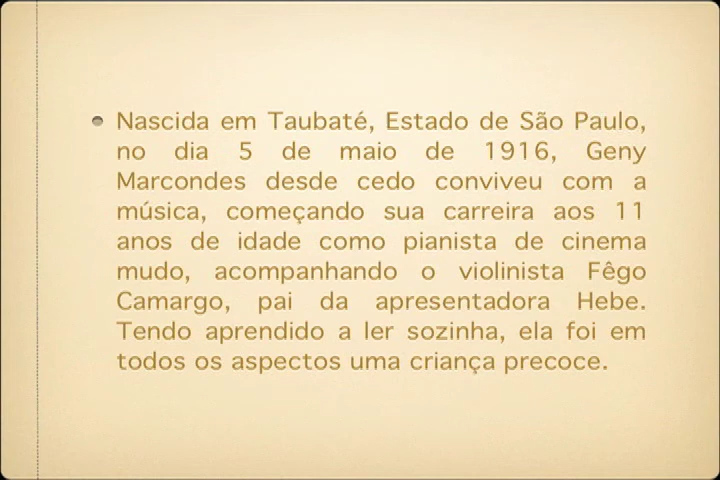 Nascida em Taubaté, Estado de São Paulo,
no dia 5 de maio de 1916, Geny
Marcondes desde cedo conviveu com a
música, começando sua carreira aos 11
anos de idade como pianista de cinema
mudo, acompanhando o violinista Fêgo
Camargo, pai da apresentadora Hebe.
Tendo aprendido a ler sozinha, ela foi em
todos os aspectos uma criança precoce.